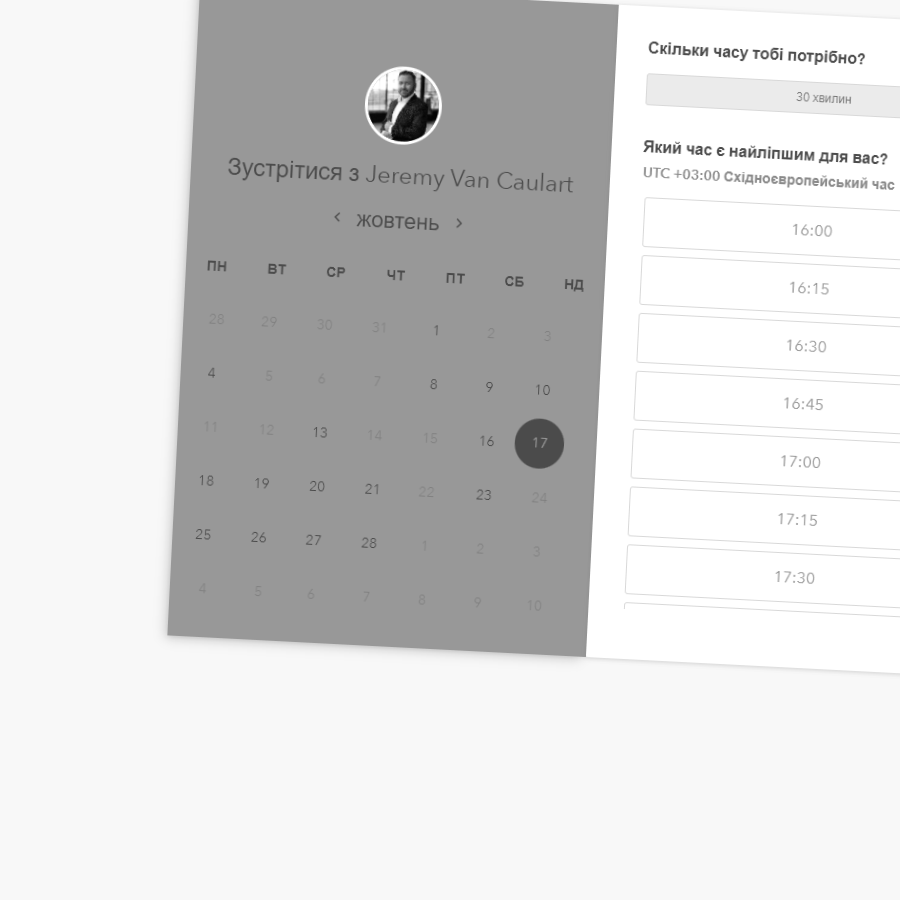 Зустрітися з Jeremy Van Caulart
< жовтень >
ПН ВТ СР ЧТ ПТ СБ НД
28 29 30 31 1 2 3
4 5 6 7 8 9 10
11 12 13 14 15 16 17
18 19 20 21 22 23 24
25 26 27 28 1 2 3
4 5 6 7 8 9 10
Скільки часу тобі потрібно?
30 хвилин
Який час є найліпшим для вас?
UTC +03:00 Східноєвропейський час
16:00
16:15
16:30
16:45
17:00
17:15
17:30